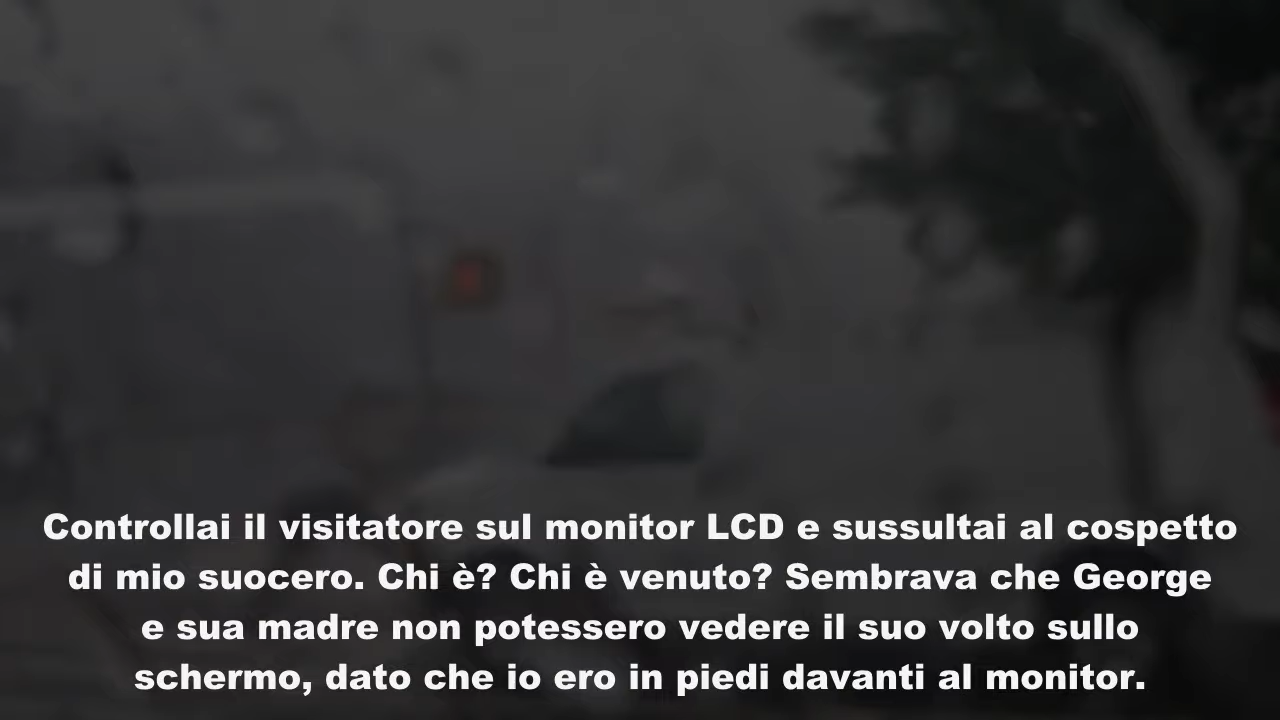 Controllai il visitatore sul monitor LCD e sussultai al cospetto
di mio suocero. Chi è? Chi è venuto? Sembrava che George
e sua madre non potessero vedere il suo volto sullo
schermo, dato che io ero in piedi davanti al monitor.